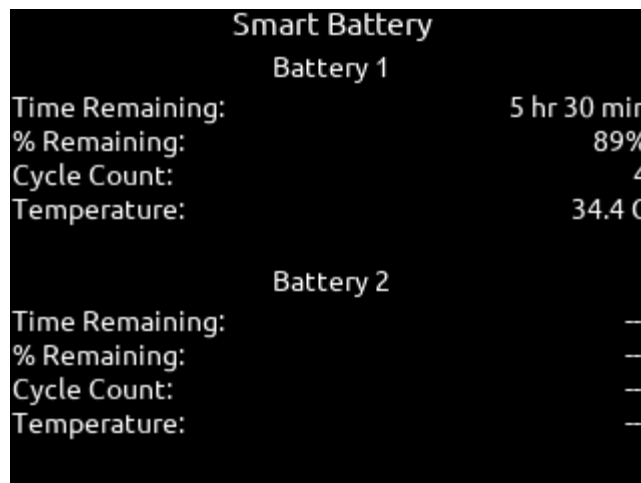 Smart Battery
Battery 1
Time Remaining: 5 hr 30 min
% Remaining: 89%
Cycle Count: 4
Temperature: 34.4 C
Battery 2
Time Remaining: --
% Remaining: --
Cycle Count: --
Temperature: --